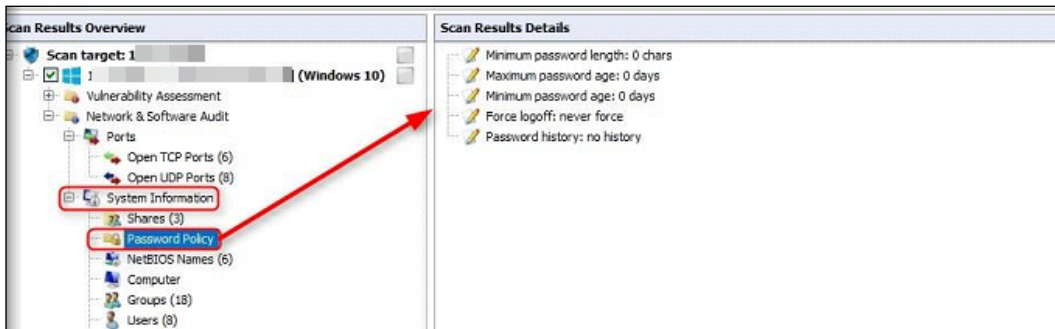 Scan Results Overview
Scan target: 1
1 (Windows 10)
Vulnerability Assessment
Network & Software Audit
Ports
Open TCP Ports (6)
Open UDP Ports (8)
System Information
Shares (3)
Password Policy
NetBIOS Names (6)
Computer
Groups (18)
Users (8)
Scan Results Details
Minimum password length: 0 chars
Maximum password age: 0 days
Minimum password age: 0 days
Force logoff: never force
Password history: no history